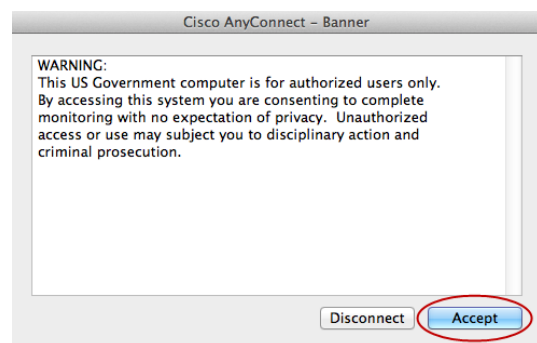 Cisco AnyConnect – Banner
WARNING:
This US Government computer is for authorized users only.
By accessing this system you are consenting to complete
monitoring with no expectation of privacy.  Unauthorized
access or use may subject you to disciplinary action and
criminal prosecution.
Disconnect Accept